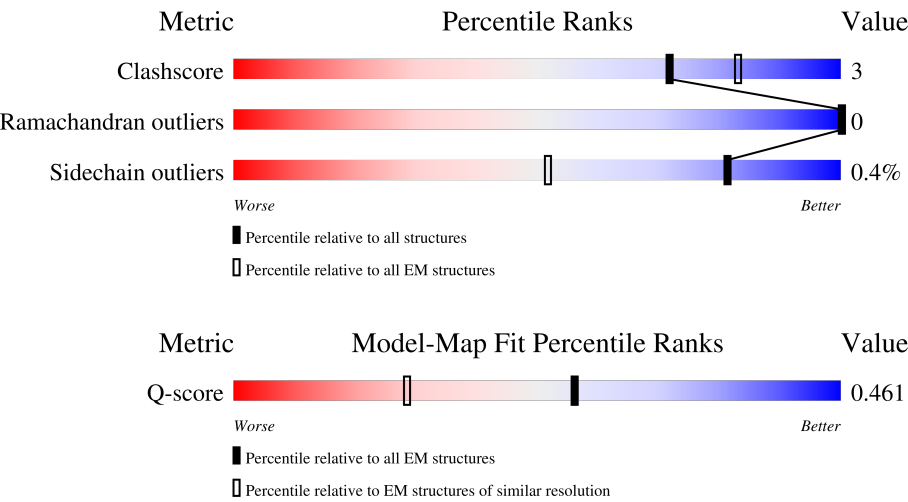 Metric Percentile Ranks Value
Clashscore 3
Ramachandran outliers 0
Sidechain outliers 0.4%
Worse Better
Percentile relative to all structures
Percentile relative to all EM structures
Metric Model-Map Fit Percentile Ranks Value
Q-score 0.461
Worse Better
Percentile relative to all EM structures
Percentile relative to EM structures of similar resolution